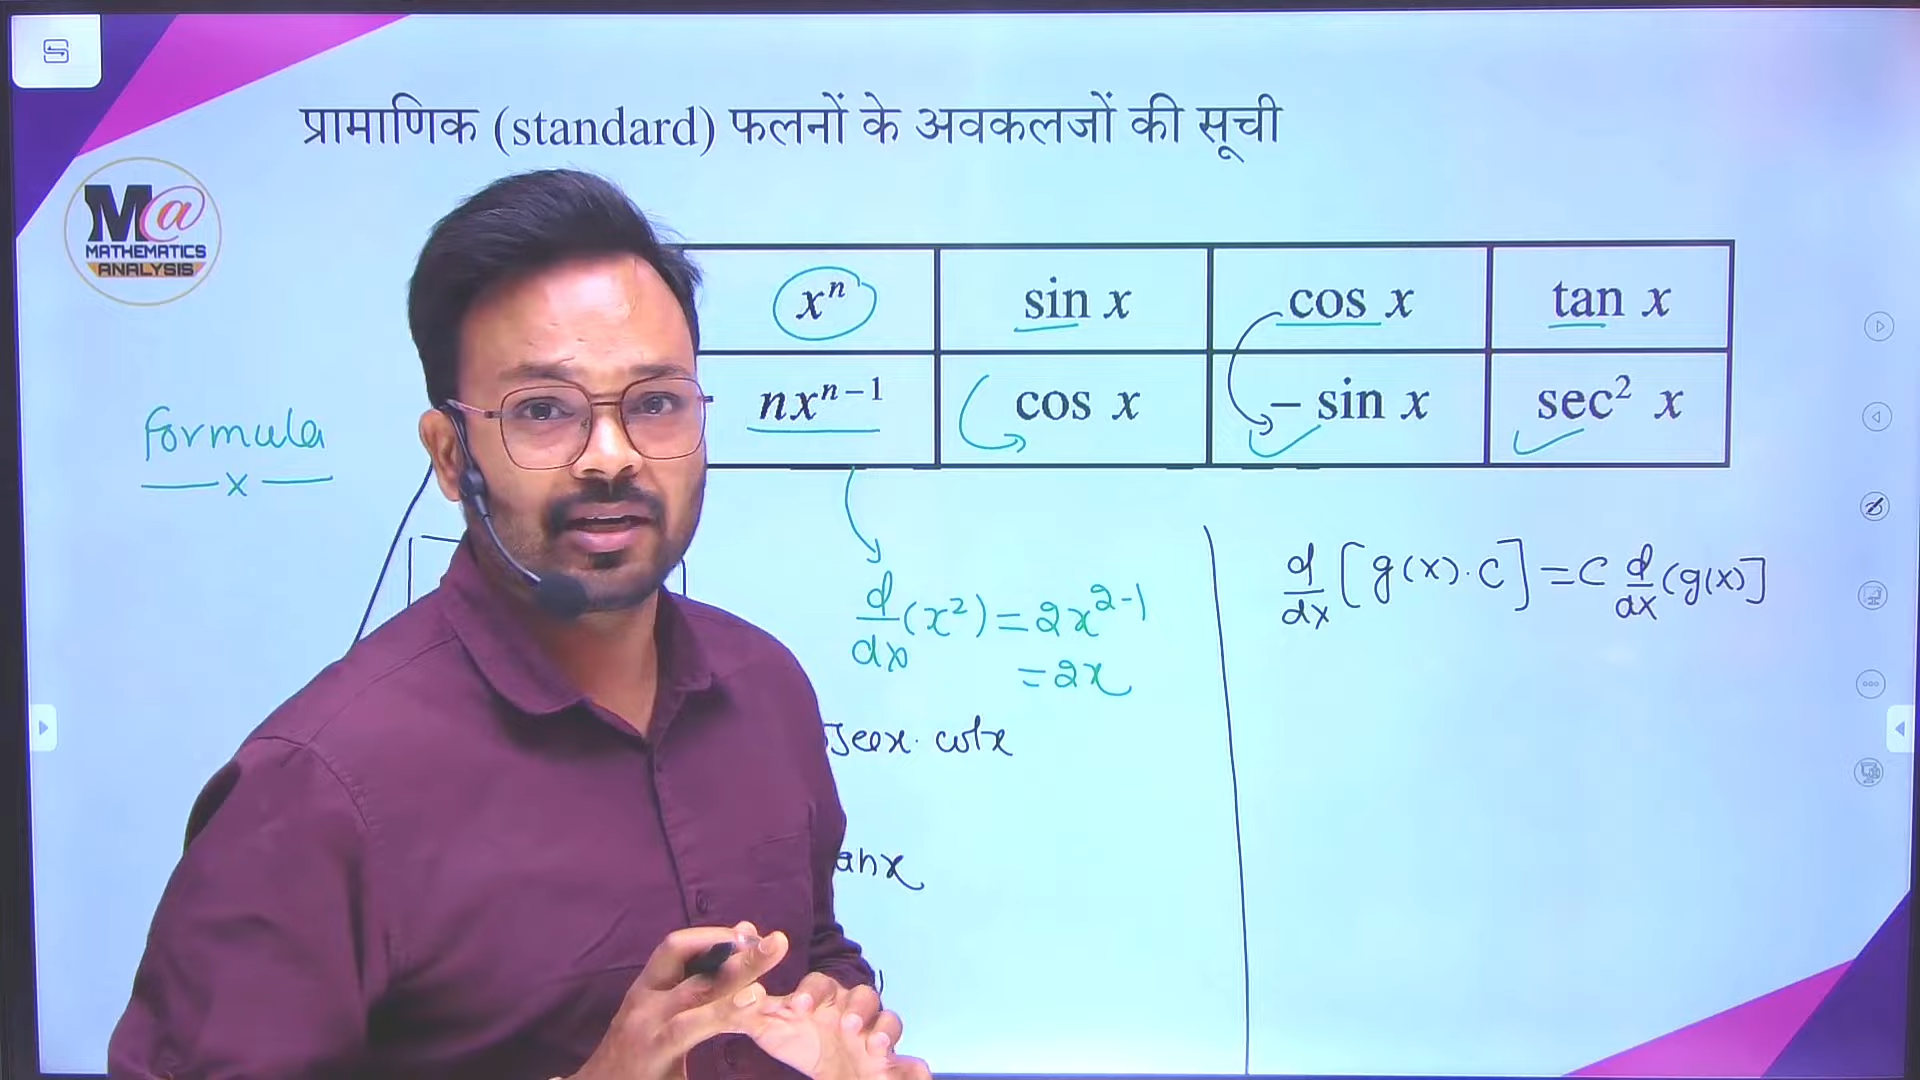 प्रामाणिक (standard) फलनों के अवकलजों की सूची
M@
MATHEMATICS
ANALYSIS
xⁿ sin x cos x tan x
nxⁿ⁻¹ cos x – sin x sec² x
formula
x
d/dx (x²) = 2x²⁻¹
= 2x
d/dx [g(x)·C] = C d/dx (g(x)]
cotx